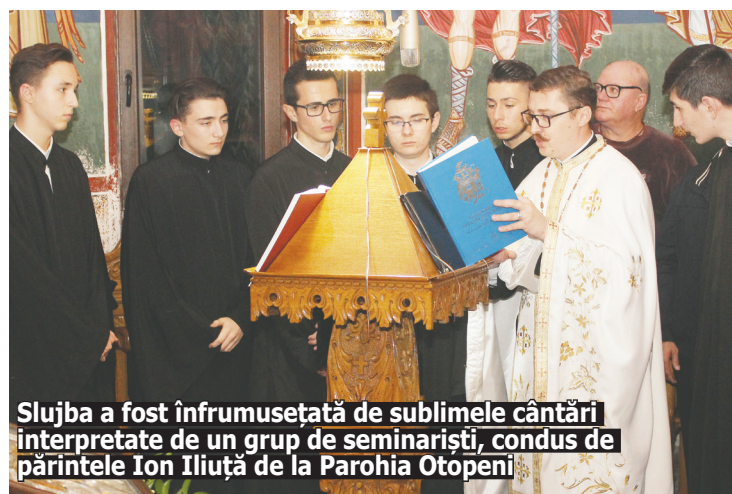 Slujba a fost înfrumusețată de sublimele cântări
interpretate de un grup de seminariști, condus de
părintele Ion Iliuță de la Parohia Otopeni